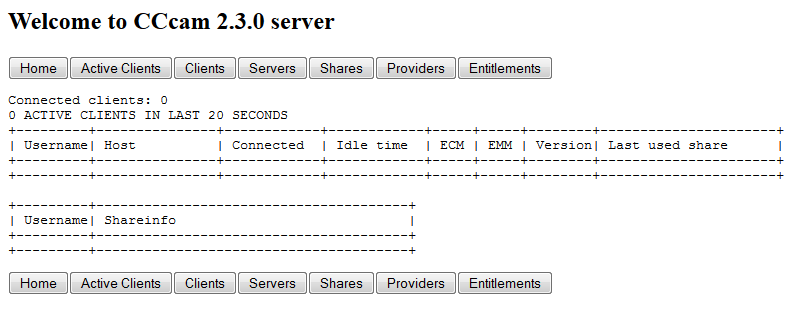 Welcome to CCcam 2.3.0 server
Home Active Clients Clients Servers Shares Providers Entitlements
Connected clients: 0
0 ACTIVE CLIENTS IN LAST 20 SECONDS
+---------+---------------+------------+------------+-----+-----+--------+----------------------+
| Username| Host | Connected | Idle time | ECM | EMM | Version| Last used share |
+---------+---------------+------------+------------+-----+-----+--------+----------------------+
+---------+---------------+------------+------------+-----+-----+--------+----------------------+
+---------+---------------------------------------+
| Username| Shareinfo |
+---------+---------------------------------------+
+---------+---------------------------------------+
Home Active Clients Clients Servers Shares Providers Entitlements